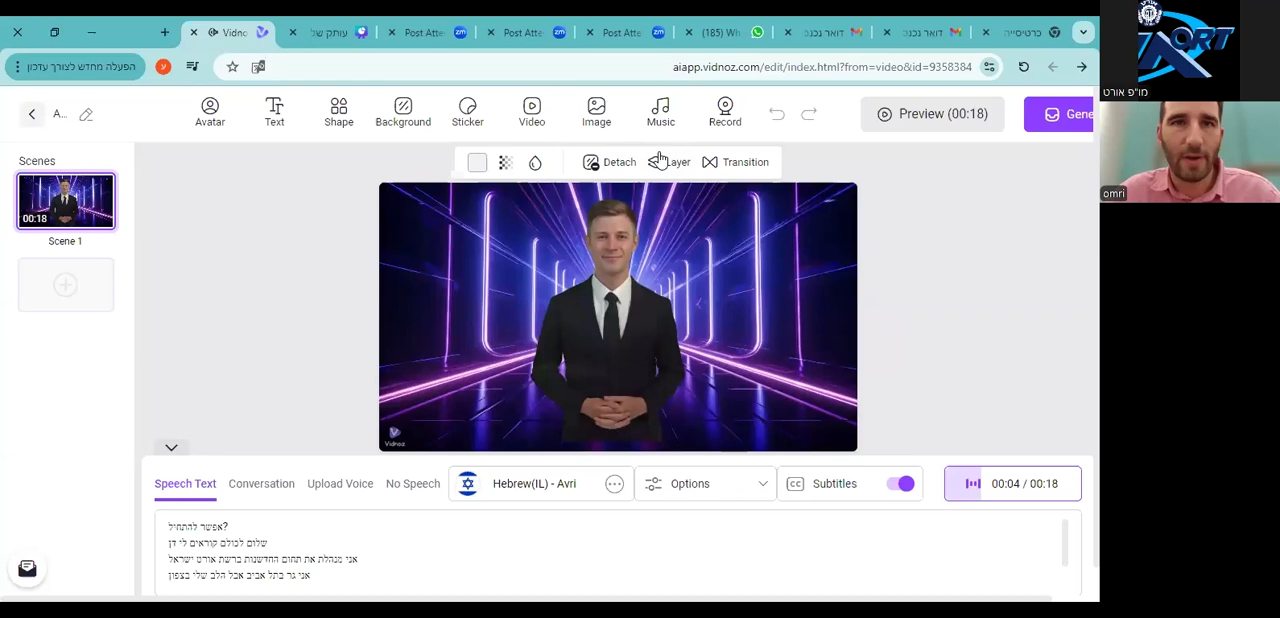 Vidno
עותק של
Post Atte
Post Atte
Post Atte
(185) Wh
דואר נכנס
דואר נכנס
כרטיסייה
הפעלה מחדש לצורך עדכון
ע
aiapp.vidnoz.com/edit/index.html?from=video&id=9358384
A...
Avatar
Text
Shape
Background
Sticker
Video
Image
Music
Record
Preview (00:18)
Gene
Scenes
00:18
Scene 1
Detach
Layer
Transition
Vidnoz
Speech Text
Conversation
Upload Voice
No Speech
Hebrew(IL) - Avri
Options
CC
Subtitles
00:04 / 00:18
אפשר להתחיל?
שלום לכולם קוראים לי דן
אני מנהלת את תחום החדשנות ברשת אורט ישראל
אני גר בתל אביב אבל הלב שלי בצפון
ORT
מו"פ אורט
omri